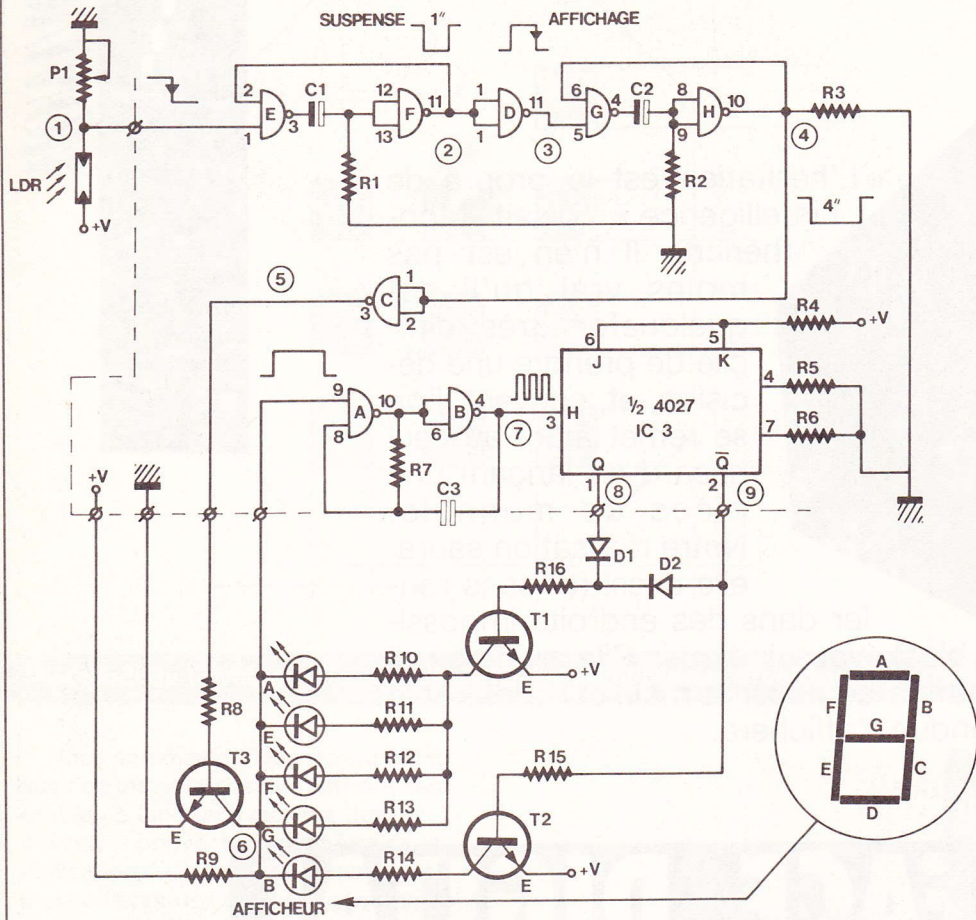 SUSPENSE 1" AFFICHAGE
P1
1
LDR
+V
2
1
E
3
C1
R1
12
13
F
11
2
1
1
D
11
3
6
5
G
4
C2
8
9
H
10
R2
4
R3
4"
5
3
C
1
2
R4
+V
6
J
5
K
4
R5
7
R6
½ 4027
IC 3
H
3
Q
1
Q̄
2
8
9
9
8
A
10
6
B
4
7
R7
C3
+V
D1
D2
R16
T1
E
+V
R15
T2
E
+V
R8
T3
E
6
R9
A
E
F
G
B
R10
R11
R12
R13
R14
AFFICHEUR
A
F
B
G
E
C
D